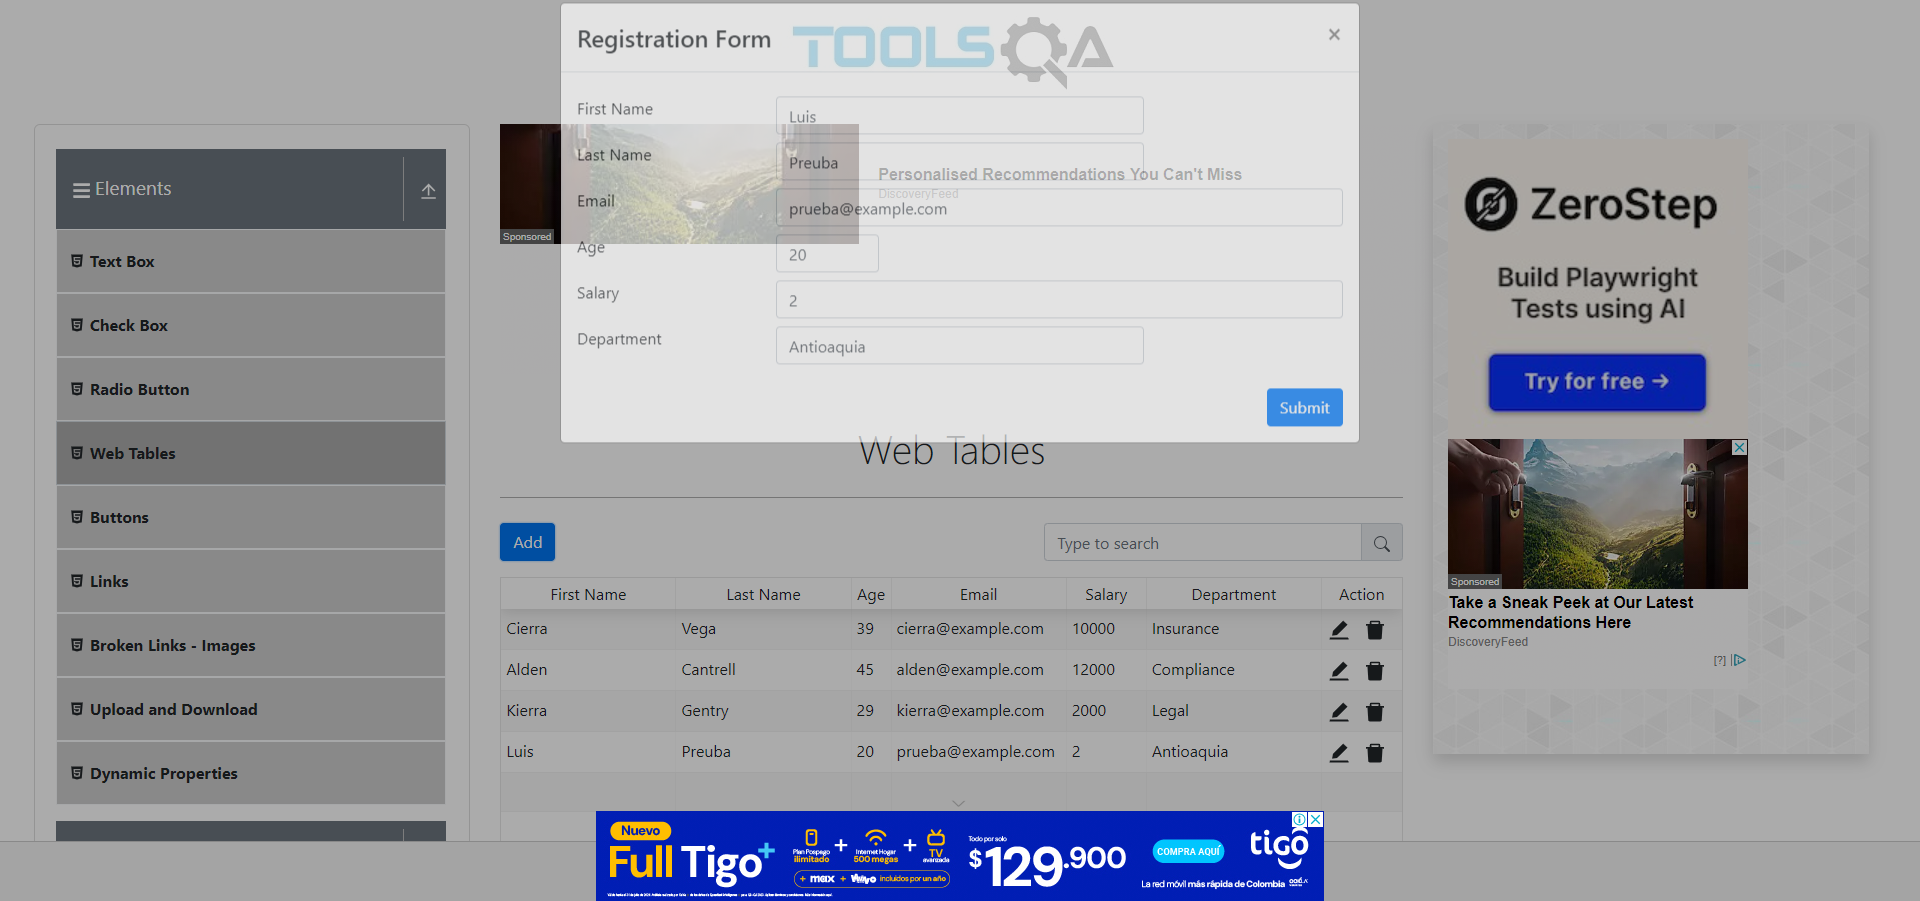 Registration Form
×
TOOLSQA
First Name
Luis
Last Name
Preuba
Email
prueba@example.com
Age
20
Salary
2
Department
Antioaquia
Submit
Elements
Text Box
Check Box
Radio Button
Web Tables
Buttons
Links
Broken Links - Images
Upload and Download
Dynamic Properties
Sponsored
Personalised Recommendations You Can't Miss
DiscoveryFeed
Web Tables
Add
Type to search
First Name Last Name Age Email Salary Department Action
Cierra Vega 39 cierra@example.com 10000 Insurance
Alden Cantrell 45 alden@example.com 12000 Compliance
Kierra Gentry 29 kierra@example.com 2000 Legal
Luis Preuba 20 prueba@example.com 2 Antioaquia
ZeroStep
Build Playwright
Tests using AI
Try for free →
Sponsored
Take a Sneak Peek at Our Latest
Recommendations Here
DiscoveryFeed
[?]
Nuevo
Full Tigo+
Plan Pospago
ilimitado
+
Internet Hogar
500 megas
+
TV
avanzada
+ max + Win+ incluidos por un año
Todo por solo
$129.900
COMPRA AQUÍ
tigo
La red móvil más rápida de Colombia